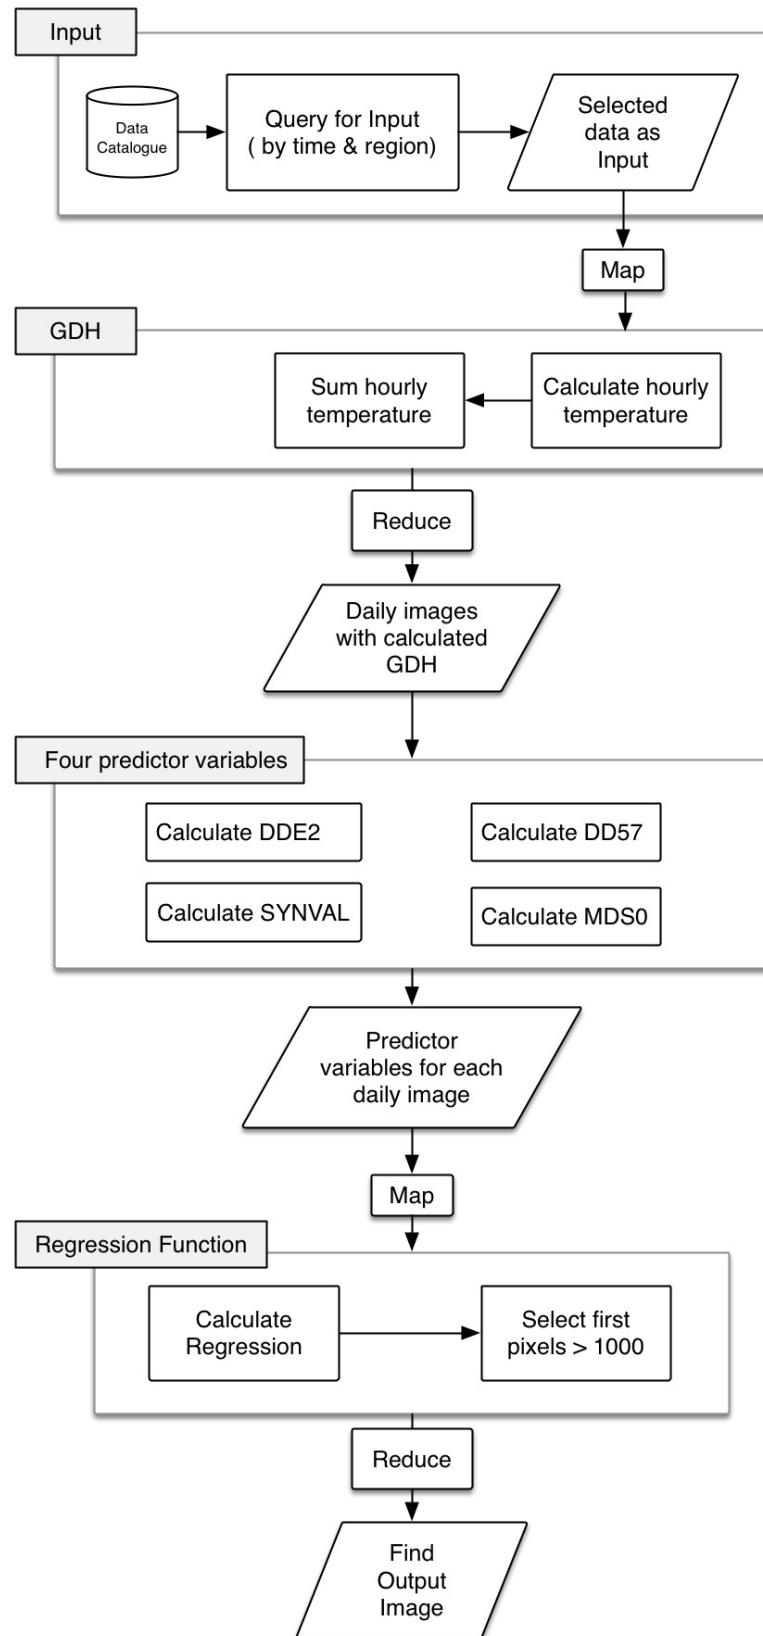 Input
Data
Catalogue
Query for Input
( by time & region)
Selected
data as
Input
Map
GDH
Sum hourly
temperature
Calculate hourly
temperature
Reduce
Daily images
with calculated
GDH
Four predictor variables
Calculate DDE2
Calculate DD57
Calculate SYNVAL
Calculate MDS0
Predictor
variables for each
daily image
Map
Regression Function
Calculate
Regression
Select first
pixels > 1000
Reduce
Find
Output
Image